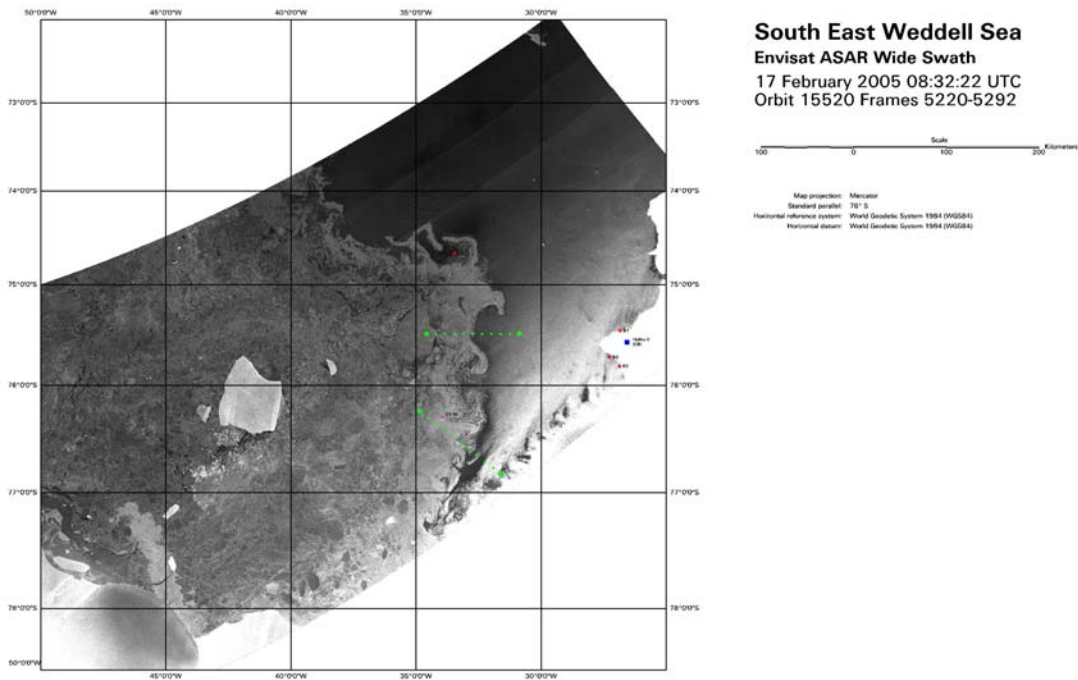 50°0'0"W 45°0'0"W 40°0'0"W 35°0'0"W 30°0'0"W
South East Weddell Sea
Envisat ASAR Wide Swath
17 February 2005 08:32:22 UTC
Orbit 15520 Frames 5220-5292
Scale
100 0 100 200 Kilometers
Map projection: Mercator
Standard parallel: 76° S
Horizontal reference system: World Geodetic System 1984 (WGS84)
Horizontal datum: World Geodetic System 1984 (WGS84)
73°0'0"S 73°0'0"S
74°0'0"S 74°0'0"S
75°0'0"S 75°0'0"S
76°0'0"S 76°0'0"S
77°0'0"S 77°0'0"S
78°0'0"S 78°0'0"S
50°0'0"W 45°0'0"W 40°0'0"W 35°0'0"W 30°0'0"W